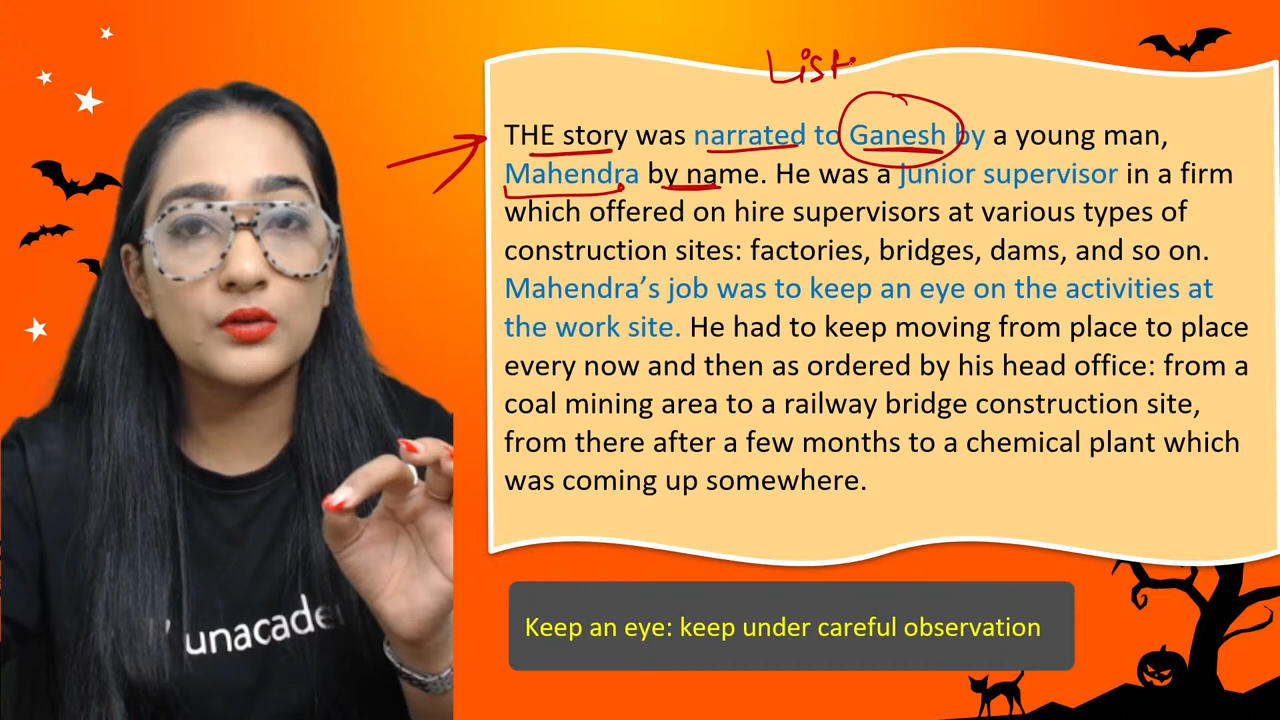 List
THE story was narrated to Ganesh by a young man,
Mahendra by name. He was a junior supervisor in a firm
which offered on hire supervisors at various types of
construction sites: factories, bridges, dams, and so on.
Mahendra’s job was to keep an eye on the activities at
the work site. He had to keep moving from place to place
every now and then as ordered by his head office: from a
coal mining area to a railway bridge construction site,
from there after a few months to a chemical plant which
was coming up somewhere.
Keep an eye: keep under careful observation
unacade